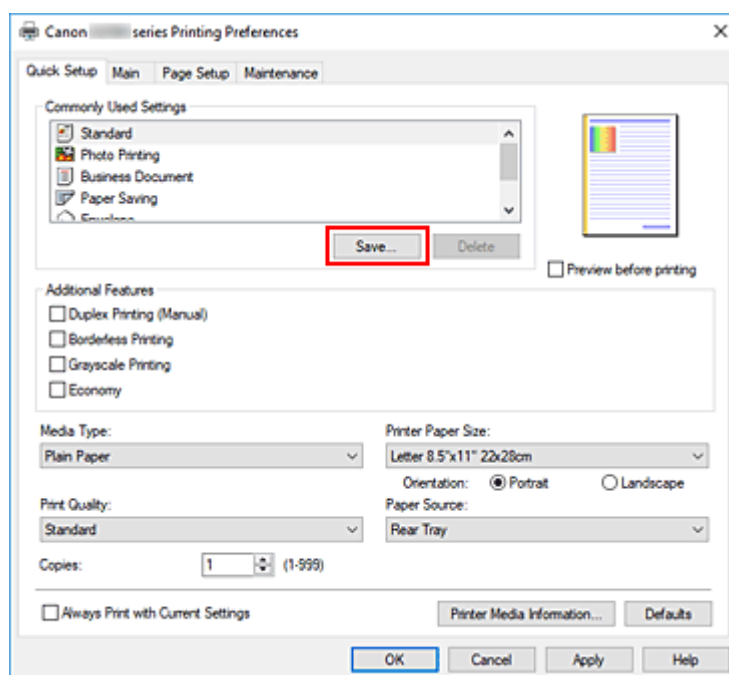 Canon series Printing Preferences
Quick Setup Main Page Setup Maintenance
Commonly Used Settings
Standard
Photo Printing
Business Document
Paper Saving
Envelope
Save... Delete
Preview before printing
Additional Features
Duplex Printing (Manual)
Borderless Printing
Grayscale Printing
Economy
Media Type: Printer Paper Size:
Plain Paper Letter 8.5"x11" 22x28cm
Orientation: Portrait Landscape
Print Quality: Paper Source:
Standard Rear Tray
Copies: 1 (1-999)
Always Print with Current Settings Printer Media Information... Defaults
OK Cancel Apply Help